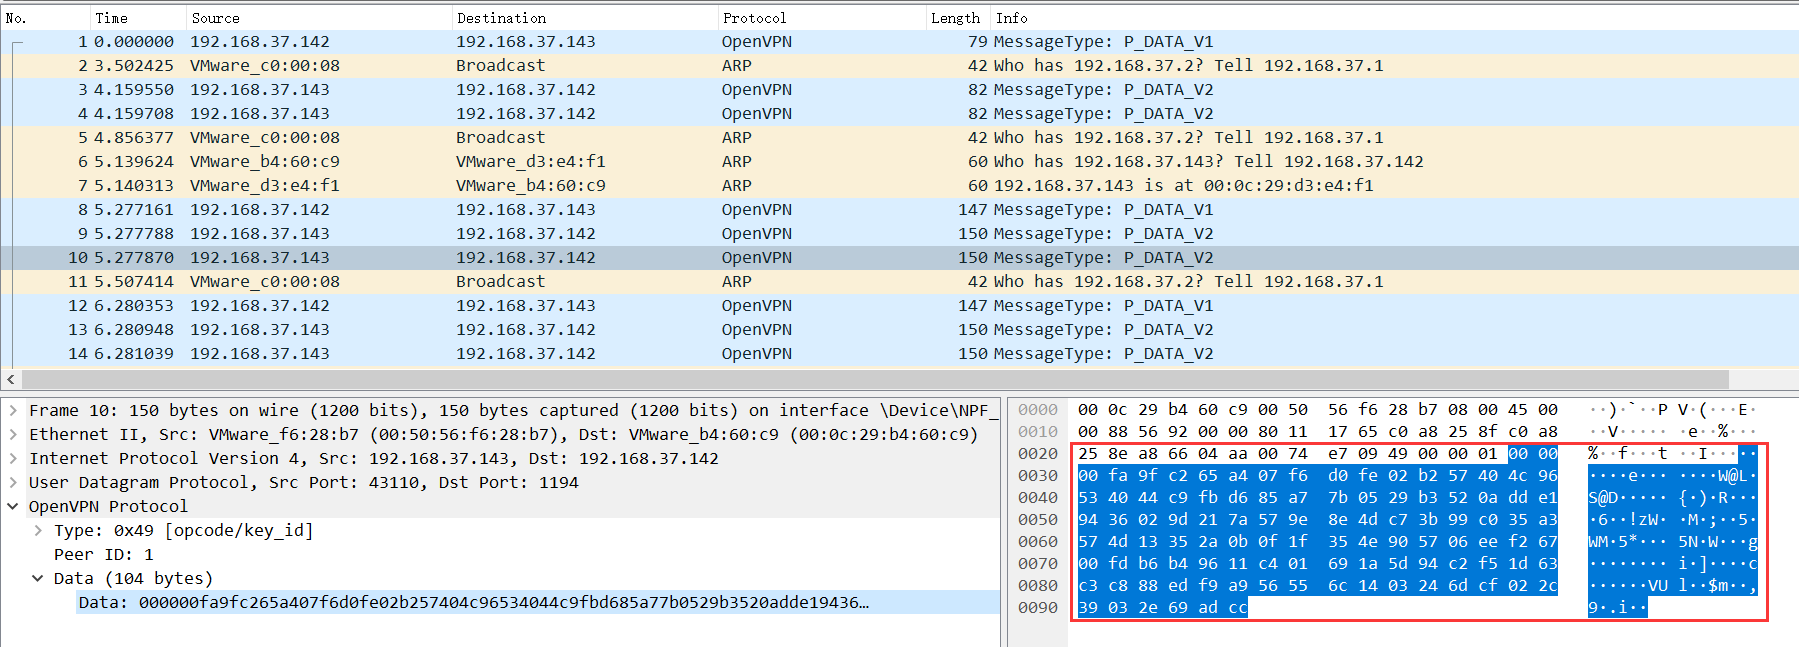 No. Time Source Destination Protocol Length Info
1 0.000000 192.168.37.142 192.168.37.143 OpenVPN 79 MessageType: P_DATA_V1
2 3.502425 VMware_c0:00:08 Broadcast ARP 42 Who has 192.168.37.2? Tell 192.168.37.1
3 4.159550 192.168.37.143 192.168.37.142 OpenVPN 82 MessageType: P_DATA_V2
4 4.159708 192.168.37.143 192.168.37.142 OpenVPN 82 MessageType: P_DATA_V2
5 4.856377 VMware_c0:00:08 Broadcast ARP 42 Who has 192.168.37.2? Tell 192.168.37.1
6 5.139624 VMware_b4:60:c9 VMware_d3:e4:f1 ARP 60 Who has 192.168.37.143? Tell 192.168.37.142
7 5.140313 VMware_d3:e4:f1 VMware_b4:60:c9 ARP 60 192.168.37.143 is at 00:0c:29:d3:e4:f1
8 5.277161 192.168.37.142 192.168.37.143 OpenVPN 147 MessageType: P_DATA_V1
9 5.277788 192.168.37.143 192.168.37.142 OpenVPN 150 MessageType: P_DATA_V2
10 5.277870 192.168.37.143 192.168.37.142 OpenVPN 150 MessageType: P_DATA_V2
11 5.507414 VMware_c0:00:08 Broadcast ARP 42 Who has 192.168.37.2? Tell 192.168.37.1
12 6.280353 192.168.37.142 192.168.37.143 OpenVPN 147 MessageType: P_DATA_V1
13 6.280948 192.168.37.143 192.168.37.142 OpenVPN 150 MessageType: P_DATA_V2
14 6.281039 192.168.37.143 192.168.37.142 OpenVPN 150 MessageType: P_DATA_V2
Frame 10: 150 bytes on wire (1200 bits), 150 bytes captured (1200 bits) on interface \Device\NPF_
Ethernet II, Src: VMware_f6:28:b7 (00:50:56:f6:28:b7), Dst: VMware_b4:60:c9 (00:0c:29:b4:60:c9)
Internet Protocol Version 4, Src: 192.168.37.143, Dst: 192.168.37.142
User Datagram Protocol, Src Port: 43110, Dst Port: 1194
OpenVPN Protocol
Type: 0x49 [opcode/key_id]
Peer ID: 1
Data (104 bytes)
Data: 000000fa9fc265a407f6d0fe02b257404c96534044c9fbd685a77b0529b3520adde19436…
0000 00 0c 29 b4 60 c9 00 50 56 f6 28 b7 08 00 45 00 ··)·`··P V·(···E·
0010 00 88 56 92 00 00 80 11 17 65 c0 a8 25 8f c0 a8 ··V····· ·e··%···
0020 25 8e a8 66 04 aa 00 74 e7 09 49 00 00 01 00 00 %··f···t ··I·····
0030 00 fa 9f c2 65 a4 07 f6 d0 fe 02 b2 57 40 4c 96 ····e··· ····W@L·
0040 53 40 44 c9 fb d6 85 a7 7b 05 29 b3 52 0a dd e1 S@D····· {·)·R···
0050 94 36 02 9d 21 7a 57 9e 8e 4d c7 3b 99 c0 35 a3 ·6··!zW· ·M·;··5·
0060 57 4d 13 35 2a 0b 0f 1f 35 4e 90 57 06 ee f2 67 WM·5*··· 5N·W···g
0070 00 fd b6 b4 96 11 c4 01 69 1a 5d 94 c2 f5 1d 63 ········ i·]····c
0080 c3 c8 88 ed f9 a9 56 55 6c 14 03 24 6d cf 02 2c ······VU l··$m··,
0090 39 03 2e 69 ad cc 9·.i··